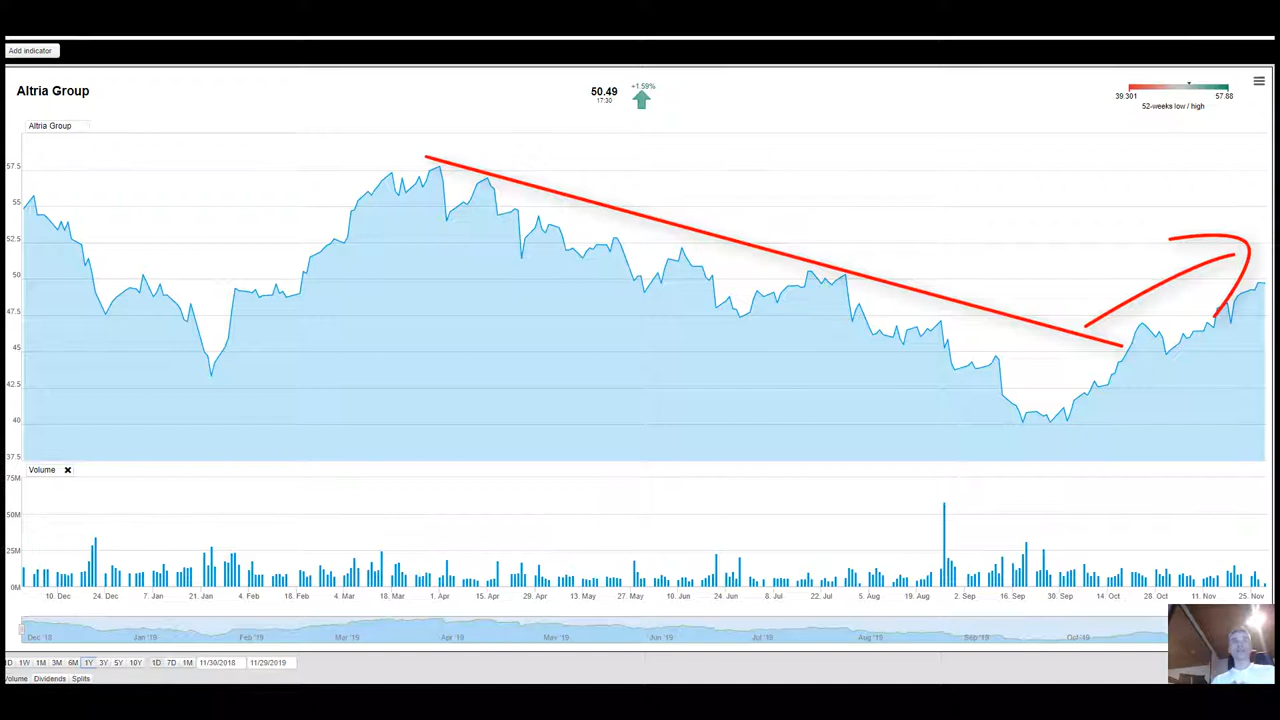 Add indicator
Altria Group
50.49
17:30
+1.59%
39.301
57.88
52-weeks low / high
Altria Group
57.5
55
52.5
50
47.5
45
42.5
40
37.5
Volume ✖
75M
50M
25M
0M
10. Dec 24. Dec 7. Jan 21. Jan 4. Feb 18. Feb 4. Mar 18. Mar 1. Apr 15. Apr 29. Apr 13. May 27. May 10. Jun 24. Jun 8. Jul 22. Jul 5. Aug 19. Aug 2. Sep 16. Sep 30. Sep 14. Oct 28. Oct 11. Nov 25. Nov
Dec '18 Jan '19 Feb '19 Mar '19 Apr '19 May '19 Jun '19 Jul '19 Aug '19 Sep '19 Oct '19
1W 1M 3M 6M 1Y 3Y 5Y 10Y 1D 7D 1M 11/30/2018 11/29/2019
Volume Dividends Splits